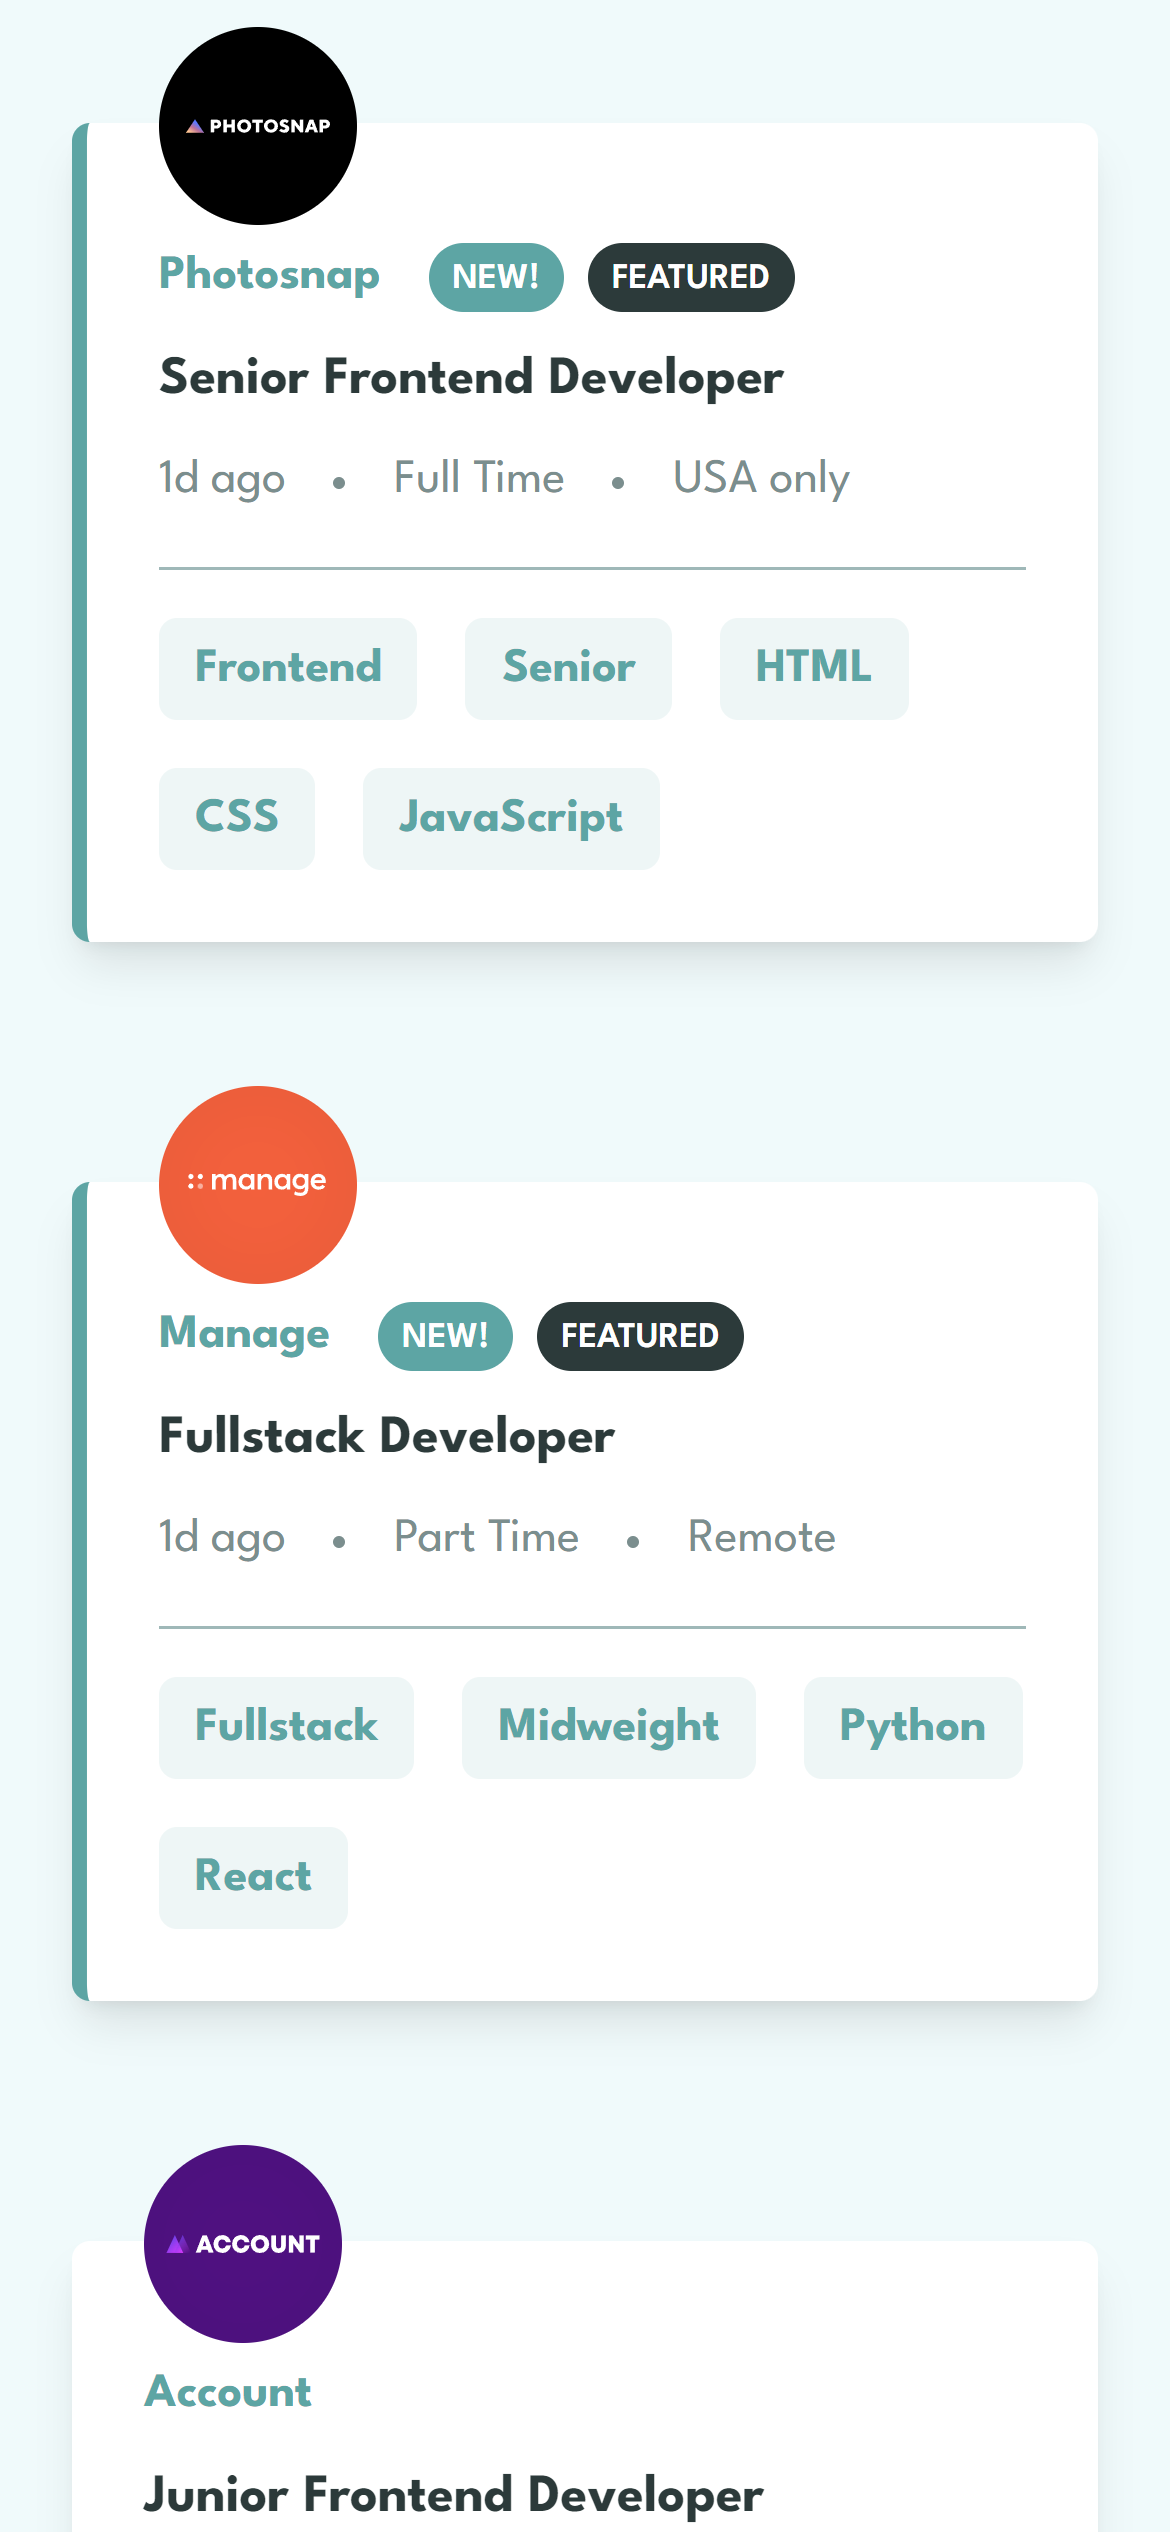 PHOTOSNAP
Photosnap NEW! FEATURED
Senior Frontend Developer
1d ago • Full Time • USA only
Frontend Senior HTML
CSS JavaScript
manage
Manage NEW! FEATURED
Fullstack Developer
1d ago • Part Time • Remote
Fullstack Midweight Python
React
ACCOUNT
Account
Junior Frontend Developer